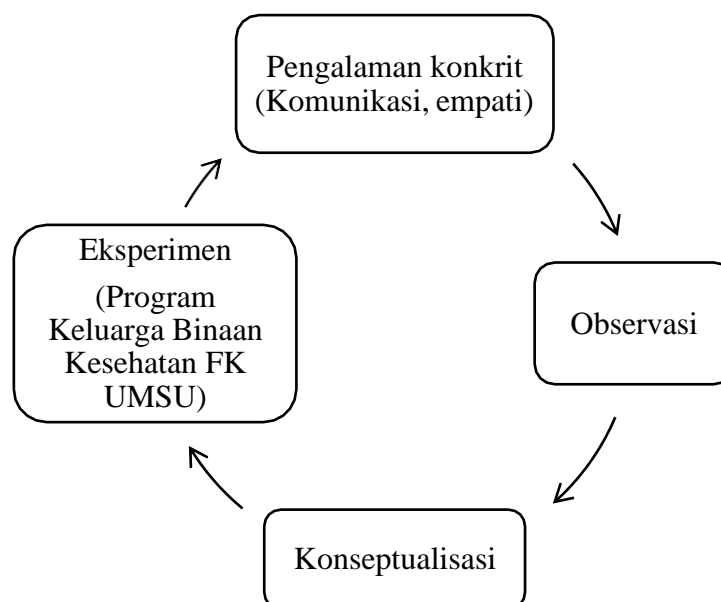 Pengalaman konkrit
(Komunikasi, empati)
Observasi
Konseptualisasi
Eksperimen
(Program
Keluarga Binaan
Kesehatan FK
UMSU)